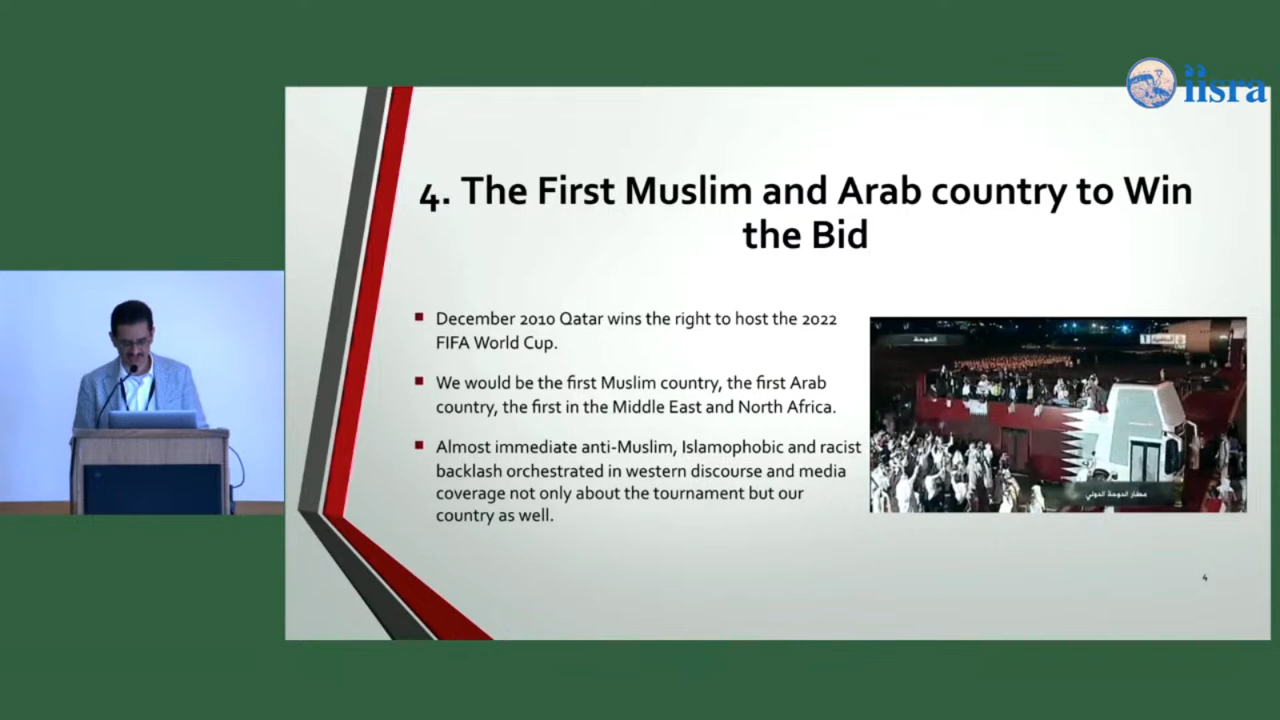 iisra
4. The First Muslim and Arab country to Win
the Bid
December 2010 Qatar wins the right to host the 2022
FIFA World Cup.
We would be the first Muslim country, the first Arab
country, the first in the Middle East and North Africa.
Almost immediate anti-Muslim, Islamophobic and racist
backlash orchestrated in western discourse and media
coverage not only about the tournament but our
country as well.
الدوحة
مطار الدوحة الدولي
4